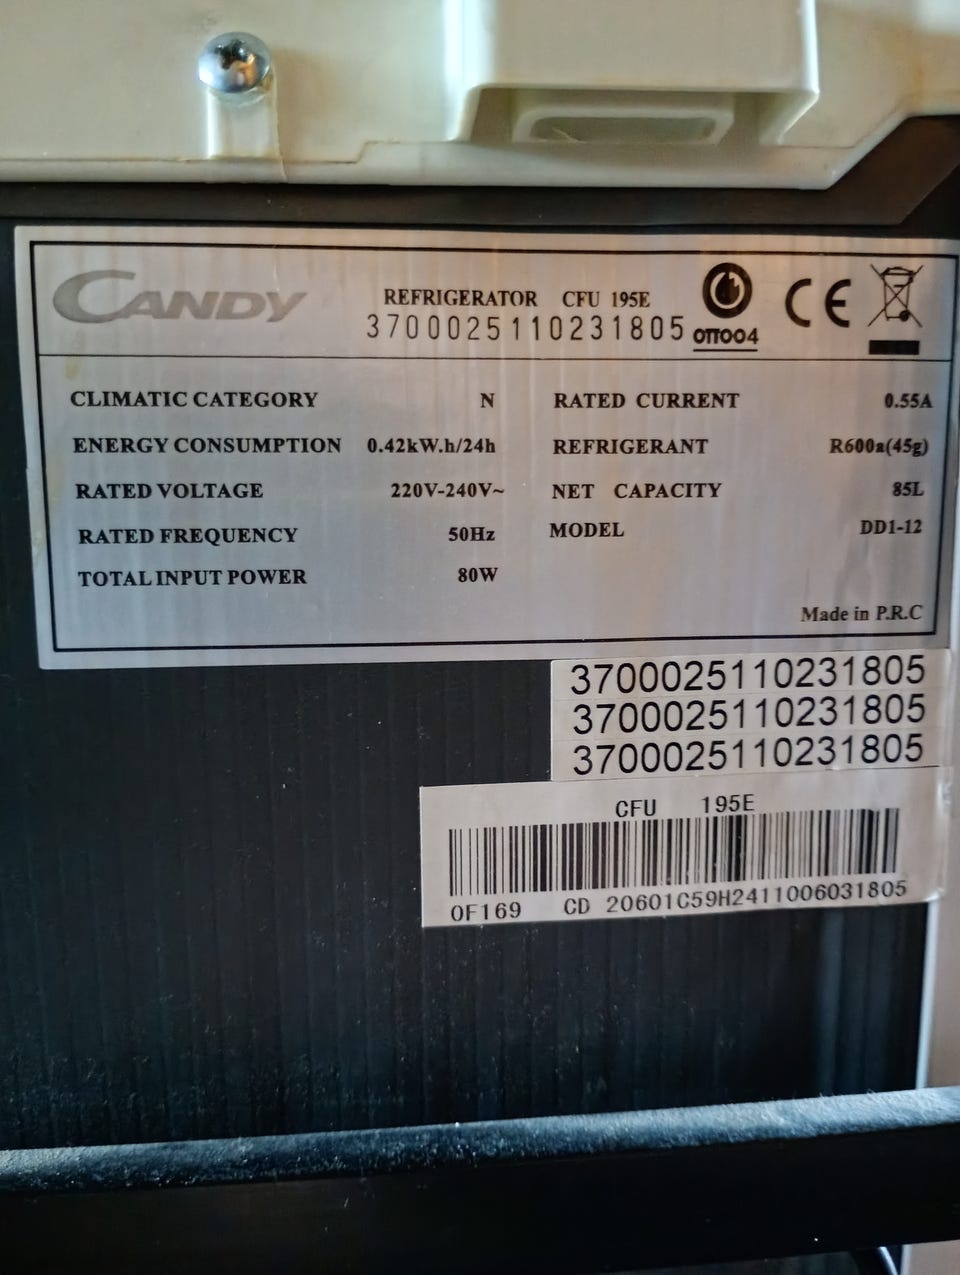 CANDY
REFRIGERATOR CFU 195E
3700025110231805
OTT004
CE
CLIMATIC CATEGORY N
ENERGY CONSUMPTION 0.42kW.h/24h
RATED VOLTAGE 220V-240V~
RATED FREQUENCY 50Hz
TOTAL INPUT POWER 80W
RATED CURRENT 0.55A
REFRIGERANT R600a(45g)
NET CAPACITY 85L
MODEL DD1-12
Made in P.R.C
3700025110231805
3700025110231805
3700025110231805
CFU 195E
0F169 CD 20601C59H2411006031805